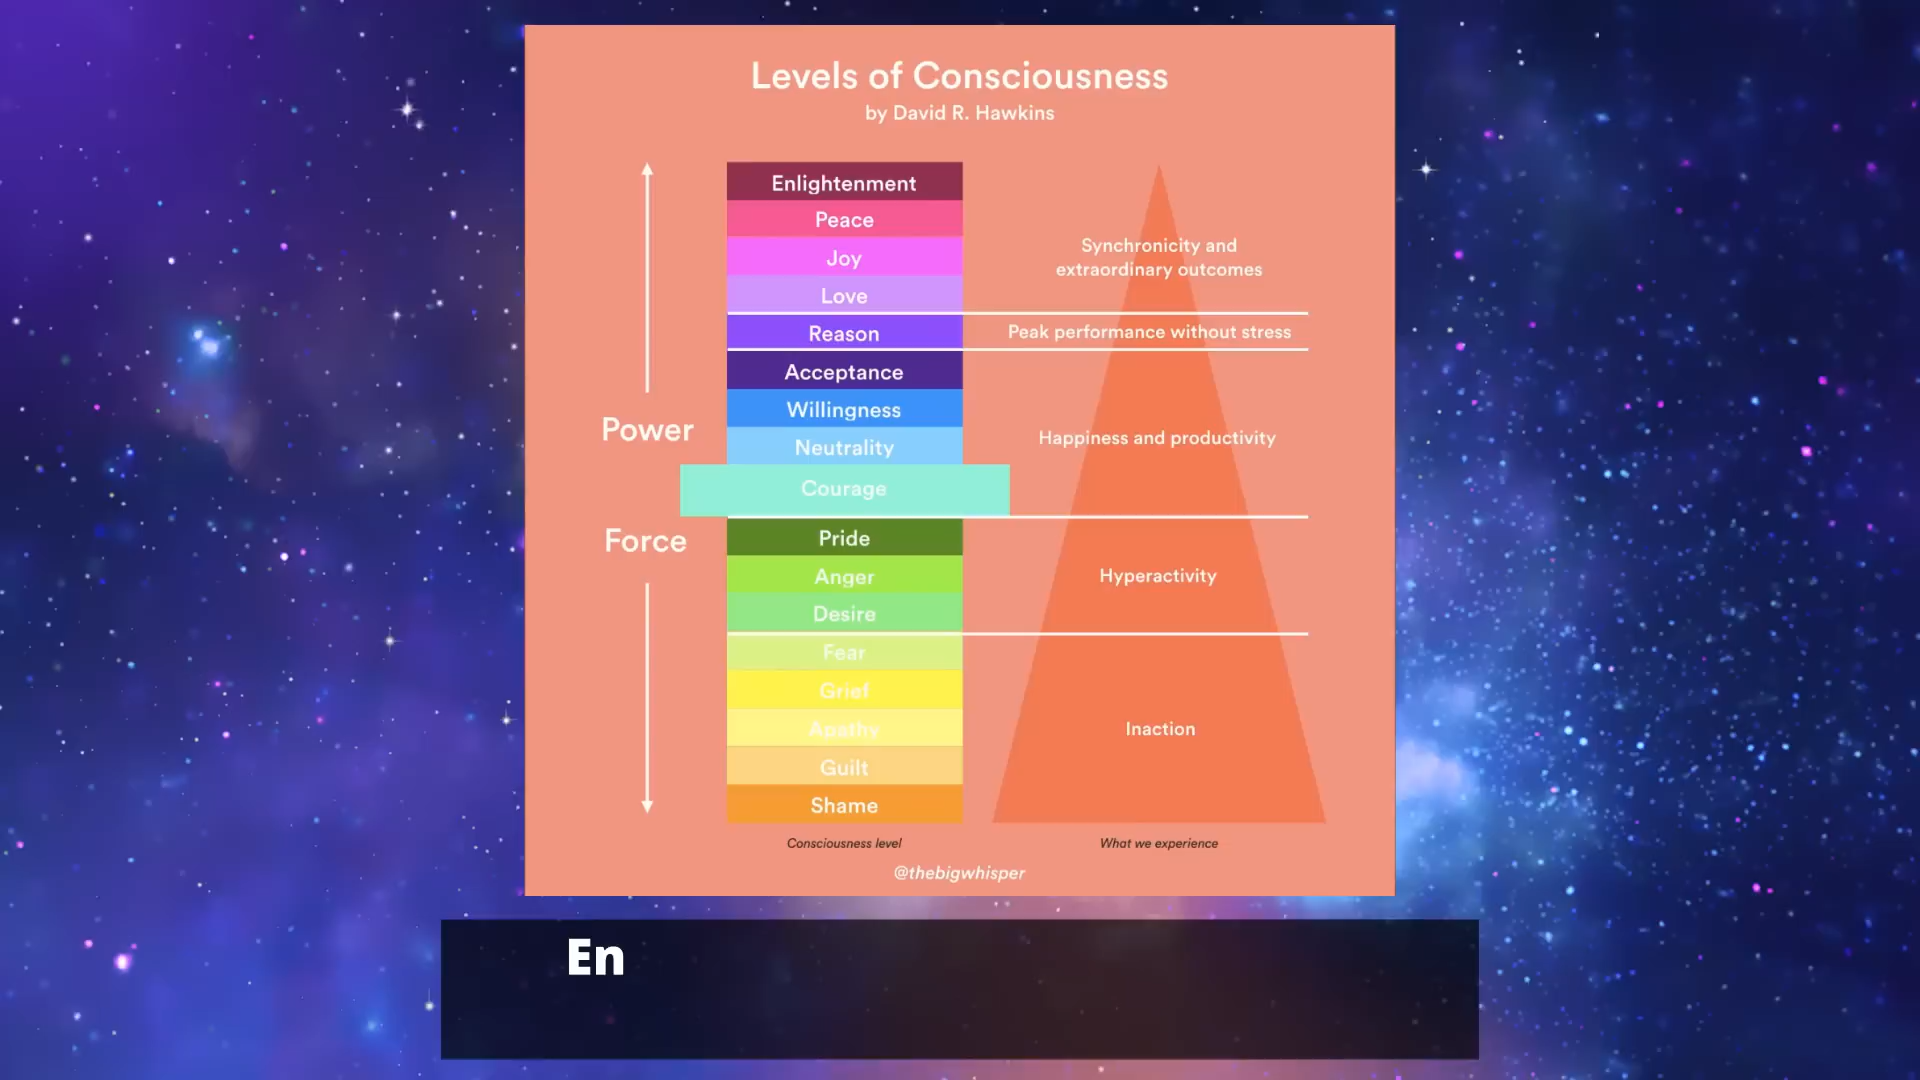 Levels of Consciousness
by David R. Hawkins
Enlightenment
Peace
Joy
Love
Reason
Acceptance
Willingness
Neutrality
Courage
Pride
Anger
Desire
Fear
Grief
Apathy
Guilt
Shame
Consciousness level
Power
Force
Synchronicity and
extraordinary outcomes
Peak performance without stress
Happiness and productivity
Hyperactivity
Inaction
What we experience
@thebigwhisper
En